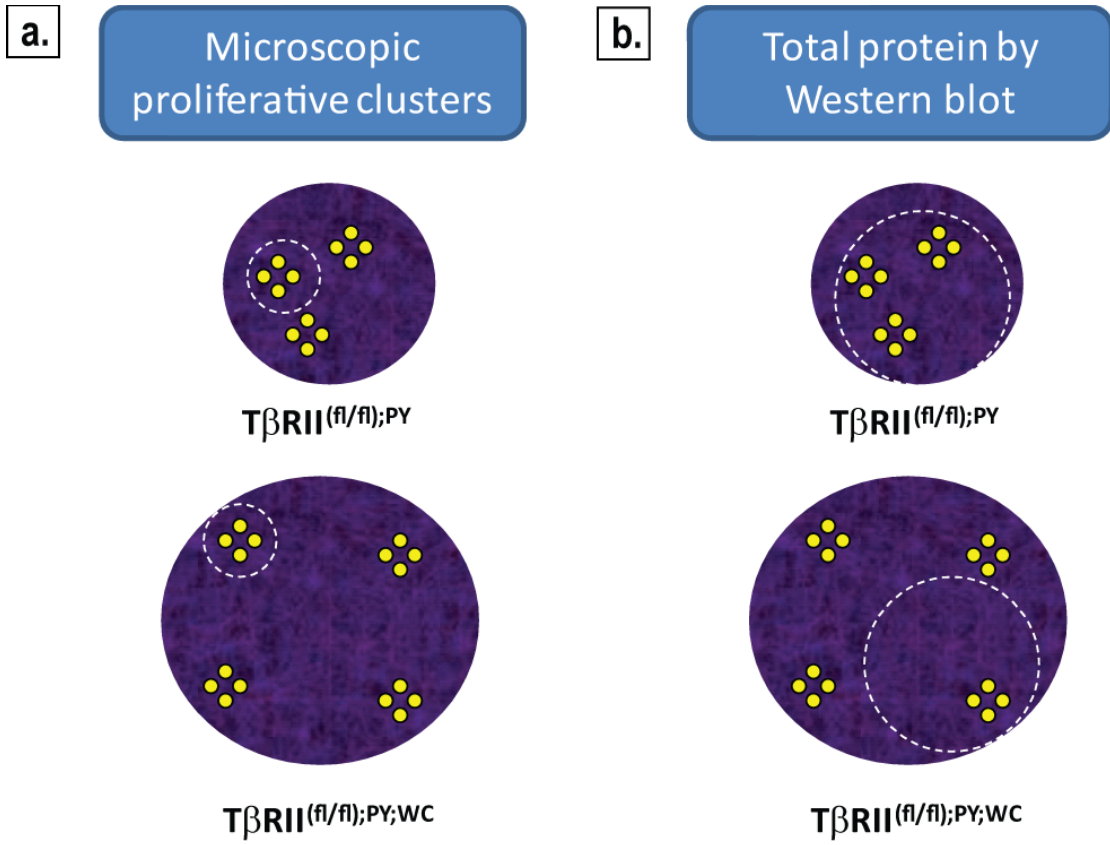 a.
Microscopic
proliferative clusters
b.
Total protein by
Western blot
TβRII(fl/fl);PY
TβRII(fl/fl);PY
TβRII(fl/fl);PY;WC
TβRII(fl/fl);PY;WC